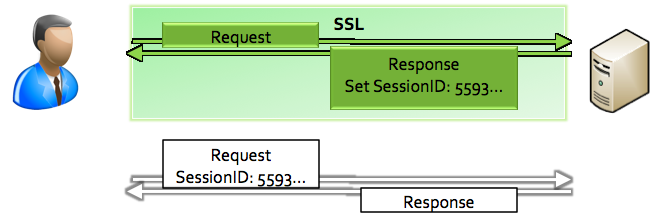 SSL
Request
Response
Set SessionID: 5593...
Request
SessionID: 5593...
Response